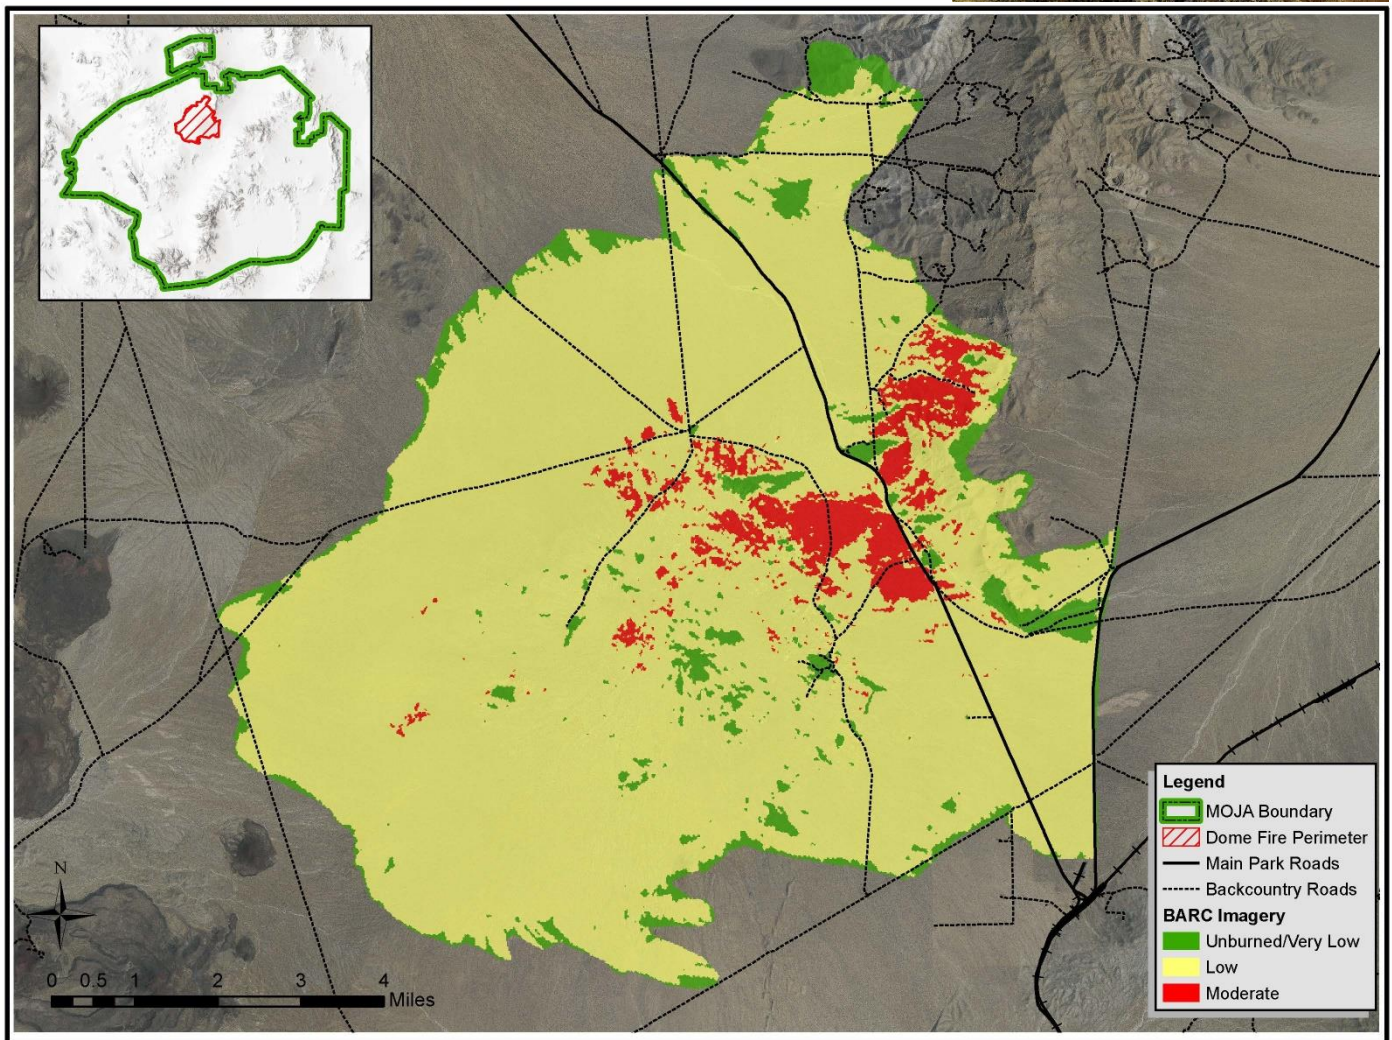 N
0 0.5 1 2 3 4
Miles
Legend
MOJA Boundary
Dome Fire Perimeter
Main Park Roads
Backcountry Roads
BARC Imagery
Unburned/Very Low
Low
Moderate